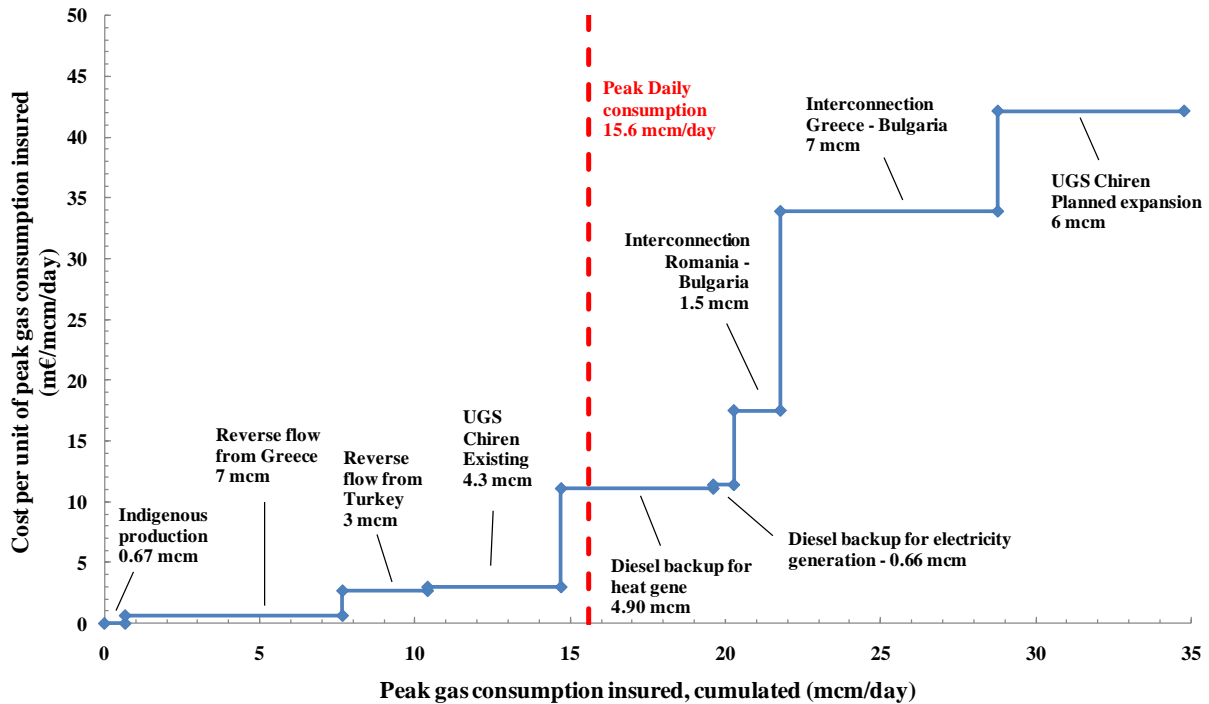 Cost per unit of peak gas consumption insured
(m€/mcm/day)
50
45
40
35
30
25
20
15
10
5
0
Peak Daily
consumption
15.6 mcm/day
Interconnection
Greece - Bulgaria
7 mcm
UGS Chiren
Planned expansion
6 mcm
Interconnection
Romania -
Bulgaria
1.5 mcm
UGS
Chiren
Existing
4.3 mcm
Reverse flow
from Greece
7 mcm
Reverse
flow from
Turkey
3 mcm
Indigenous
production
0.67 mcm
Diesel backup for
heat gene
4.90 mcm
Diesel backup for electricity
generation - 0.66 mcm
0
5
10
15
20
25
30
35
Peak gas consumption insured, cumulated (mcm/day)